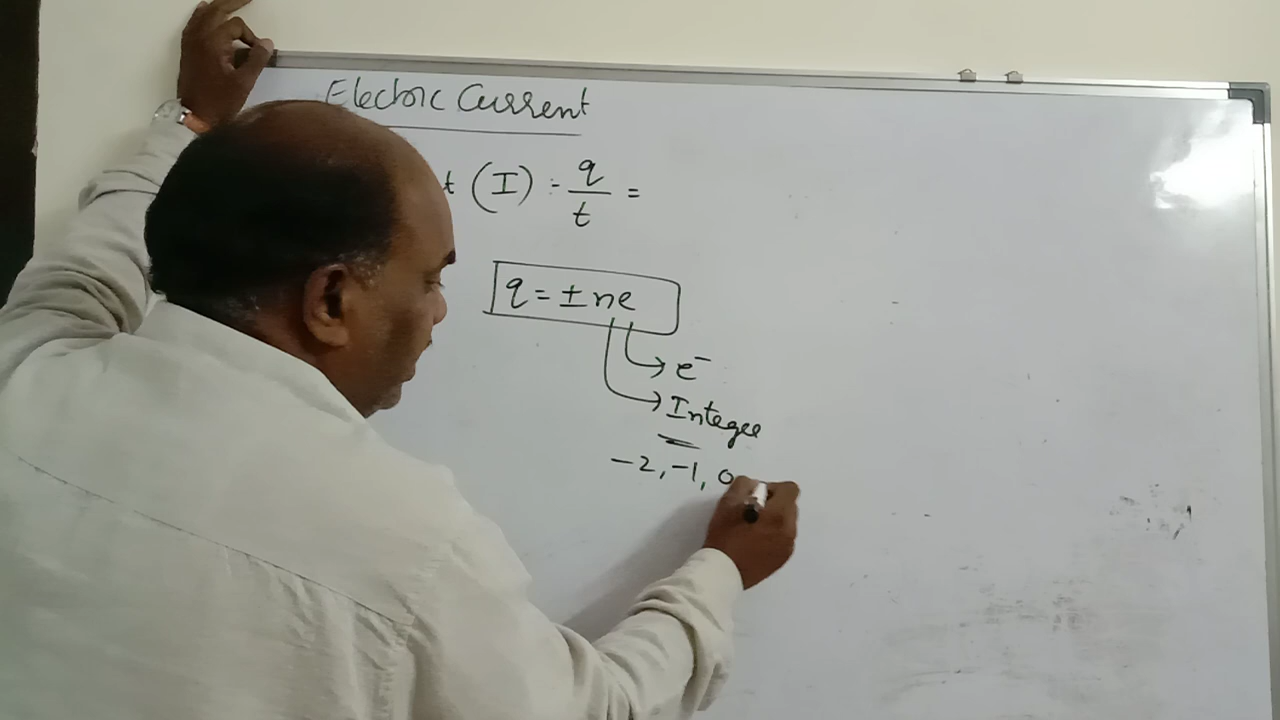 Electric Current
t (I) = q/t =
q = ±ne
→ e⁻
→ Integer
-2, -1, 0